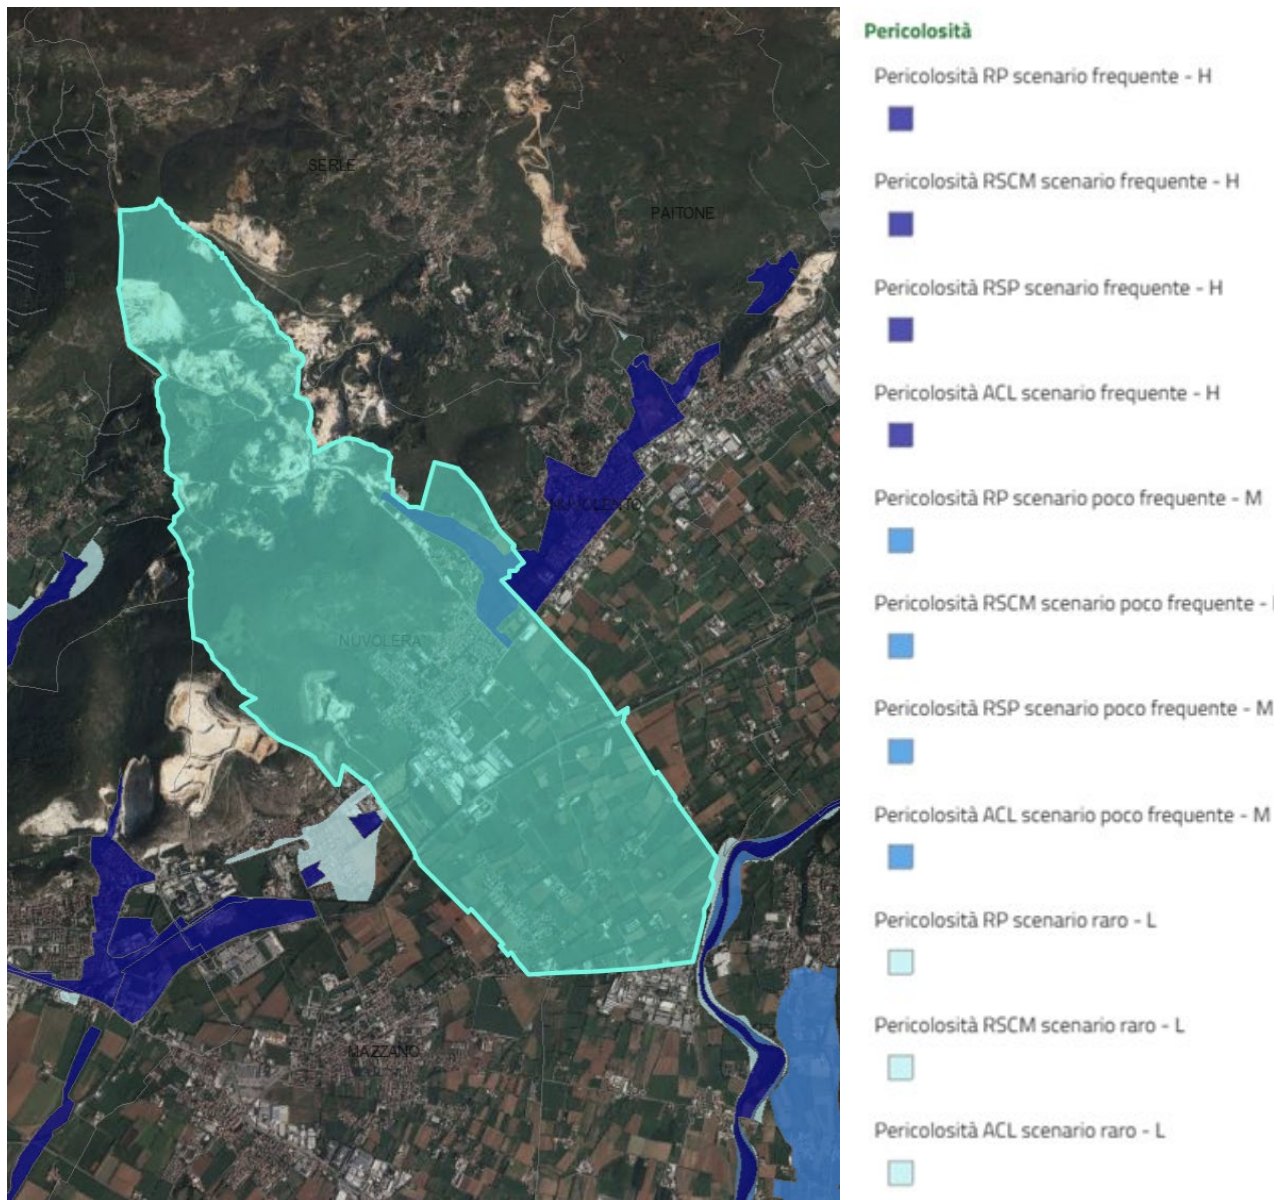 SERLE
PAITONE
NUVOLENTO
NUVOLERA
MAZZANO
Pericolosità
Pericolosità RP scenario frequente - H
Pericolosità RSCM scenario frequente - H
Pericolosità RSP scenario frequente - H
Pericolosità ACL scenario frequente - H
Pericolosità RP scenario poco frequente - M
Pericolosità RSCM scenario poco frequente -
Pericolosità RSP scenario poco frequente - M
Pericolosità ACL scenario poco frequente - M
Pericolosità RP scenario raro - L
Pericolosità RSCM scenario raro - L
Pericolosità ACL scenario raro - L